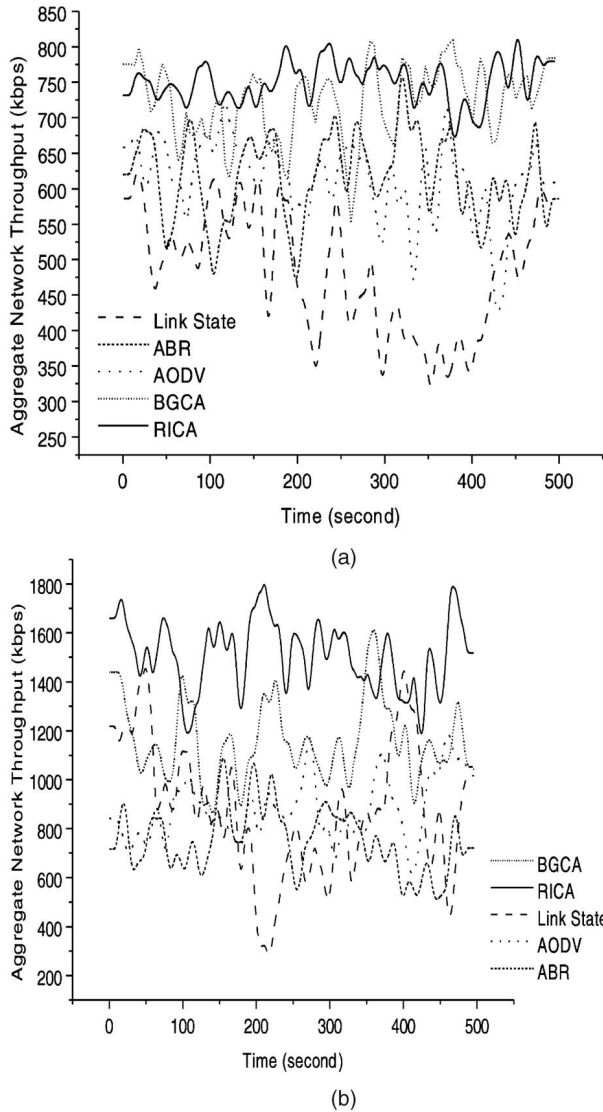 Aggregate Network Throughput (kbps)
850
800
750
700
650
600
550
500
450
400
350
300
250
Link State
ABR
AODV
BGCA
RICA
0 100 200 300 400 500
Time (second)
(a)
Aggregate Network Throughput (kbps)
1800
1600
1400
1200
1000
800
600
400
200
BGCA
RICA
Link State
AODV
ABR
0 100 200 300 400 500
Time (second)
(b)